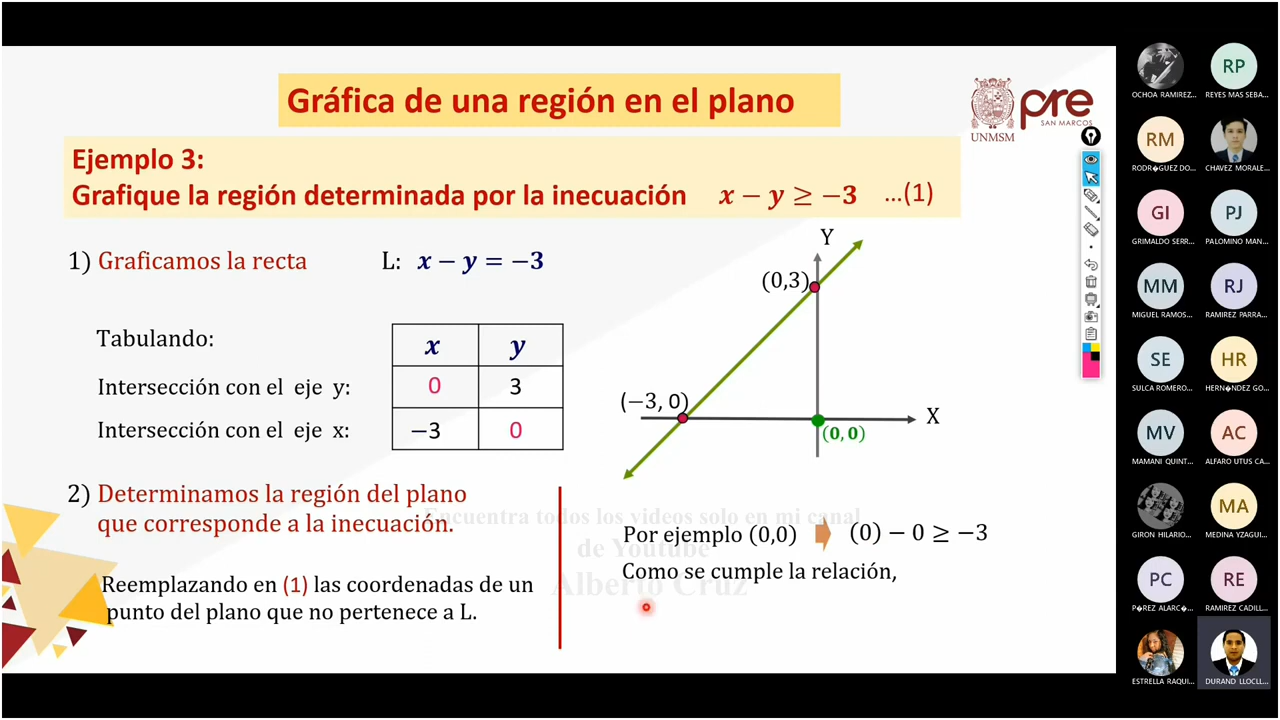 Gráfica de una región en el plano
UNMSM
pre
SAN MARCOS
Ejemplo 3:
Grafique la región determinada por la inecuación x − y ≥ −3 …(1)
1) Graficamos la recta L: x − y = −3
Tabulando:
x y
Intersección con el eje y: 0 3
Intersección con el eje x: −3 0
Y
(0,3)
(−3, 0)
X
(0, 0)
2) Determinamos la región del plano
que corresponde a la inecuación.
Reemplazando en (1) las coordenadas de un
punto del plano que no pertenece a L.
Encuentra todos los videos solo en mi canal
de Youtube
Alberto Cruz
Por ejemplo (0,0) (0) − 0 ≥ −3
Como se cumple la relación,
OCHOA RAMIREZ...
RP
REYES MAS SEBA...
RM
RODR�GUEZ DO...
CHAVEZ MORALE...
GI
GRIMALDO SERR...
PJ
PALOMINO MAN...
MM
MIGUEL RAMOS...
RJ
RAMIREZ PARRA...
SE
SULCA ROMERO...
HR
HERN�NDEZ GO...
MV
MAMANI QUINT...
AC
ALFARO UTUS CA...
GIRON HILARIO...
MA
MEDINA YZAGUI...
PC
P�REZ ALARC�...
RE
RAMIREZ CADILL...
ESTRELLA RAQUI...
DURAND LLOCLL...